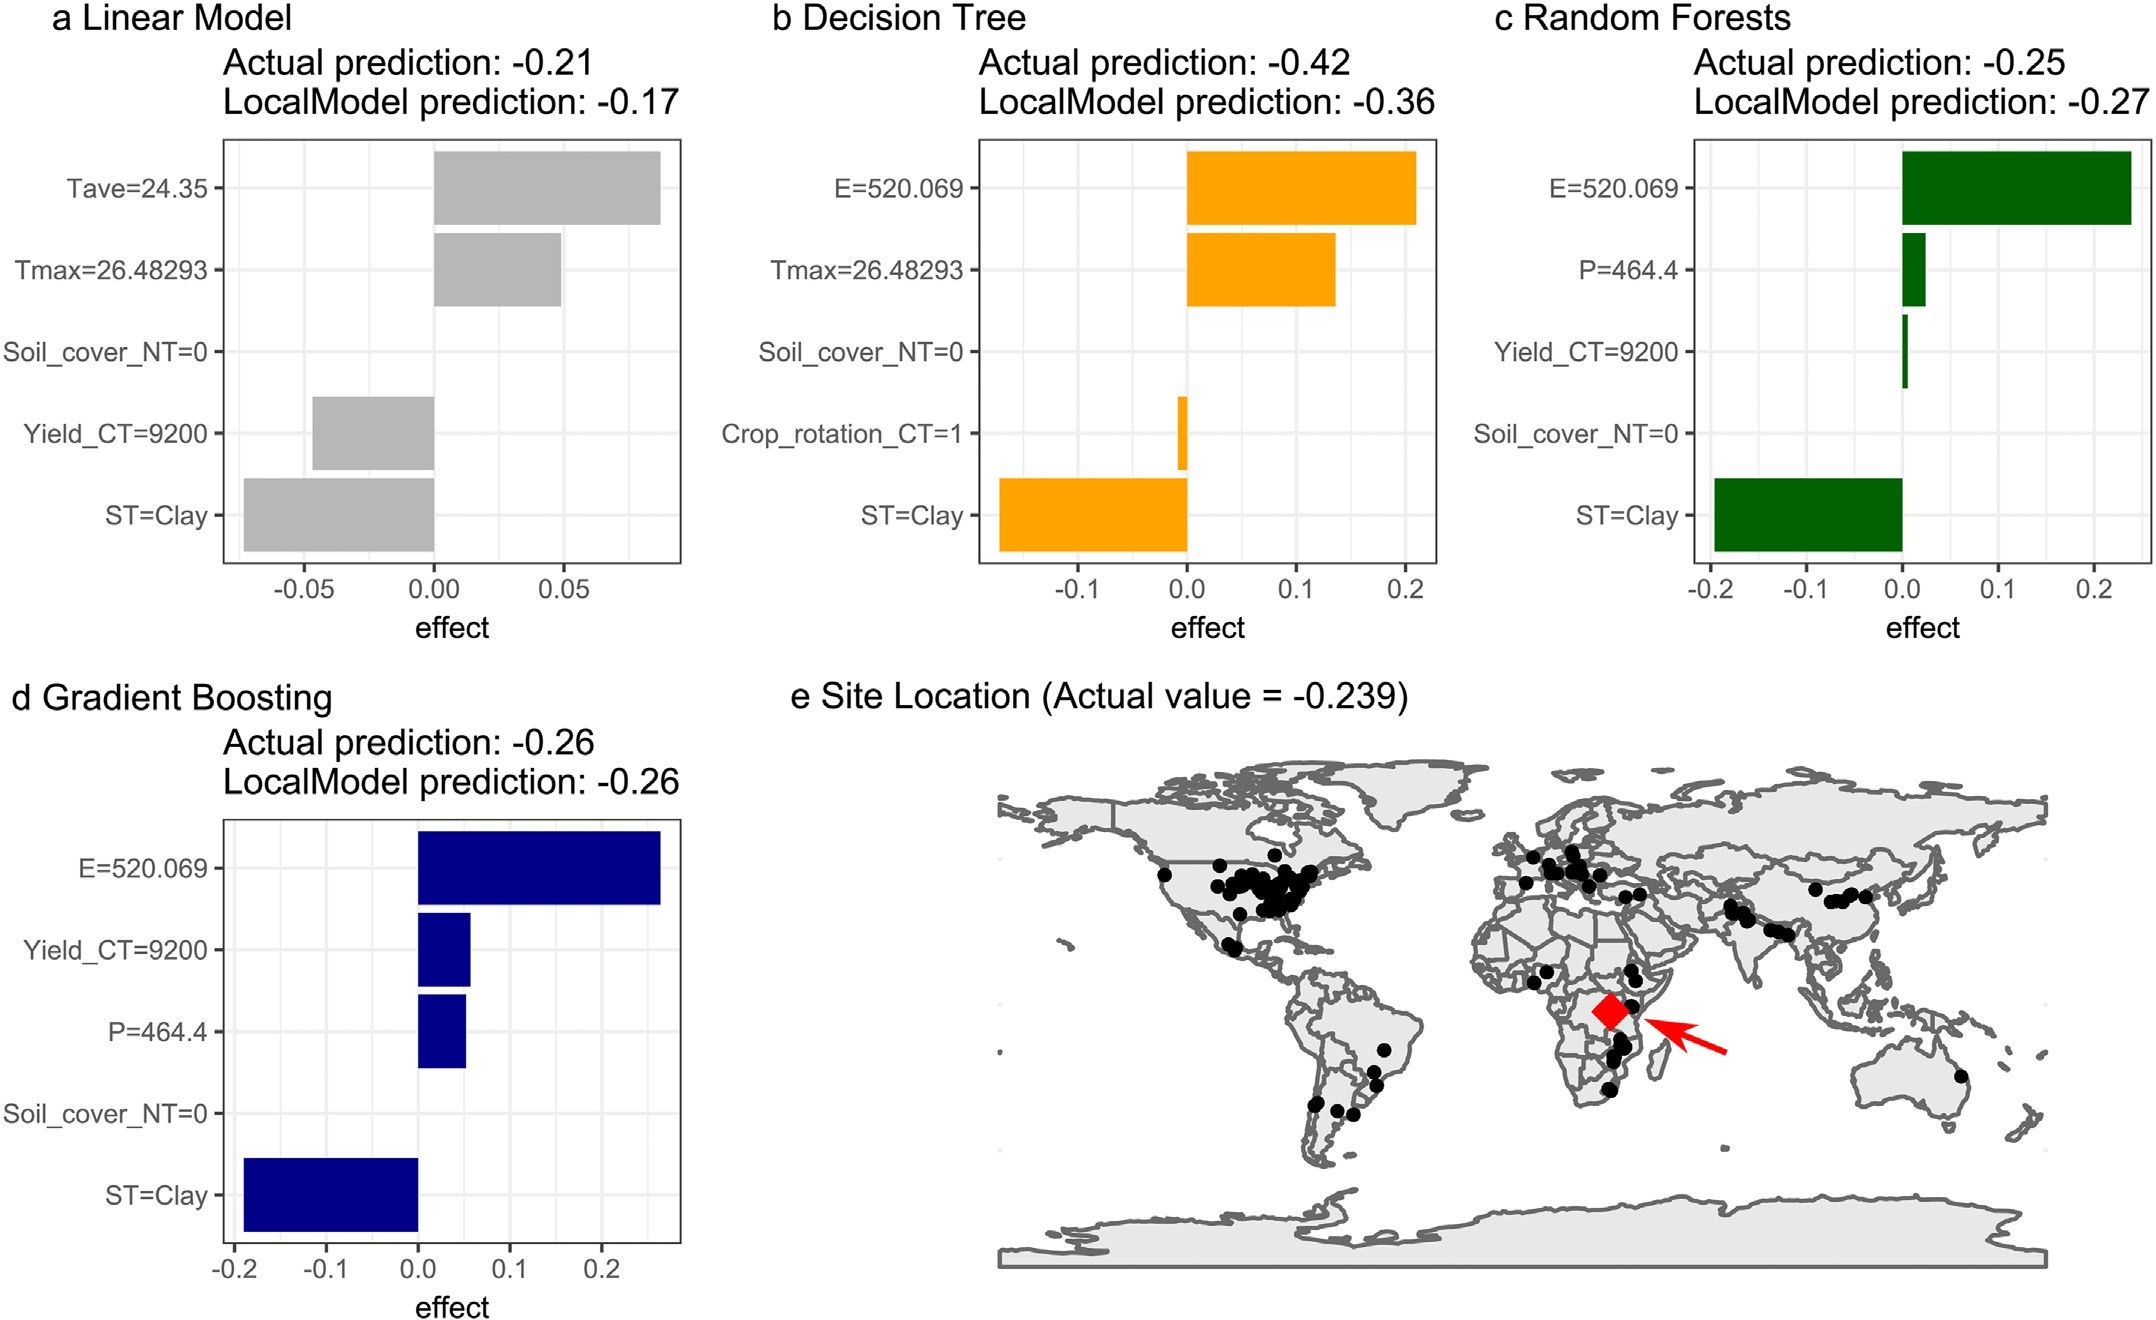 a Linear Model
Actual prediction: -0.21
LocalModel prediction: -0.17
Tave=24.35
Tmax=26.48293
Soil_cover_NT=0
Yield_CT=9200
ST=Clay
-0.05 0.00 0.05
effect
b Decision Tree
Actual prediction: -0.42
LocalModel prediction: -0.36
E=520.069
Tmax=26.48293
Soil_cover_NT=0
Crop_rotation_CT=1
ST=Clay
-0.1 0.0 0.1 0.2
effect
c Random Forests
Actual prediction: -0.25
LocalModel prediction: -0.27
E=520.069
P=464.4
Yield_CT=9200
Soil_cover_NT=0
ST=Clay
-0.2 -0.1 0.0 0.1 0.2
effect
d Gradient Boosting
Actual prediction: -0.26
LocalModel prediction: -0.26
E=520.069
Yield_CT=9200
P=464.4
Soil_cover_NT=0
ST=Clay
-0.2 -0.1 0.0 0.1 0.2
effect
e Site Location (Actual value = -0.239)